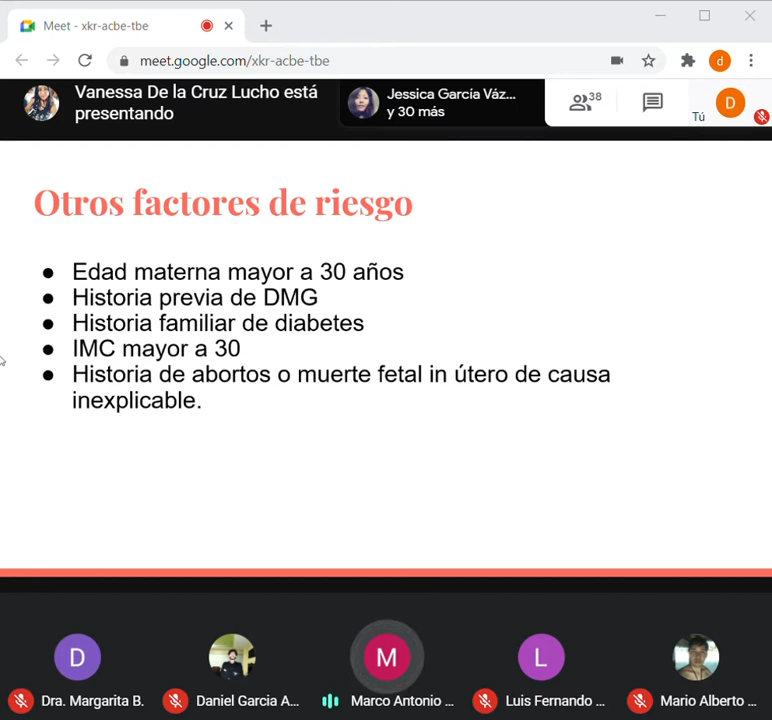 Meet - xkr-acbe-tbe
meet.google.com/xkr-acbe-tbe
d
Vanessa De la Cruz Lucho está
presentando
Jessica García Váz...
y 30 más
38
Tú
D
Otros factores de riesgo
● Edad materna mayor a 30 años
● Historia previa de DMG
● Historia familiar de diabetes
● IMC mayor a 30
● Historia de abortos o muerte fetal in útero de causa
inexplicable.
D
M
L
Dra. Margarita B.
Daniel Garcia A...
Marco Antonio ...
Luis Fernando ...
Mario Alberto ...